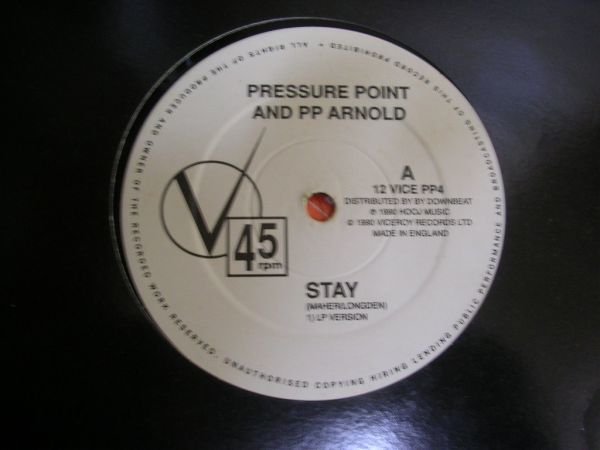 PRESSURE POINT
AND PP ARNOLD
A
12 VICE PP4
DISTRIBUTED BY BY DOWNBEAT
℗ 1990 HOOJ MUSIC
© 1990 VICEROY RECORDS LTD
MADE IN ENGLAND
V
45
rpm
STAY
(MAHER/LONGDEN)
1) LP VERSION
ALL RIGHTS OF THE PRODUCER AND OWNER OF THE RECORDED WORK RESERVED. UNAUTHORISED COPYING HIRING LENDING PUBLIC PERFORMANCE AND BROADCASTING OF THIS RECORD PROHIBITED •